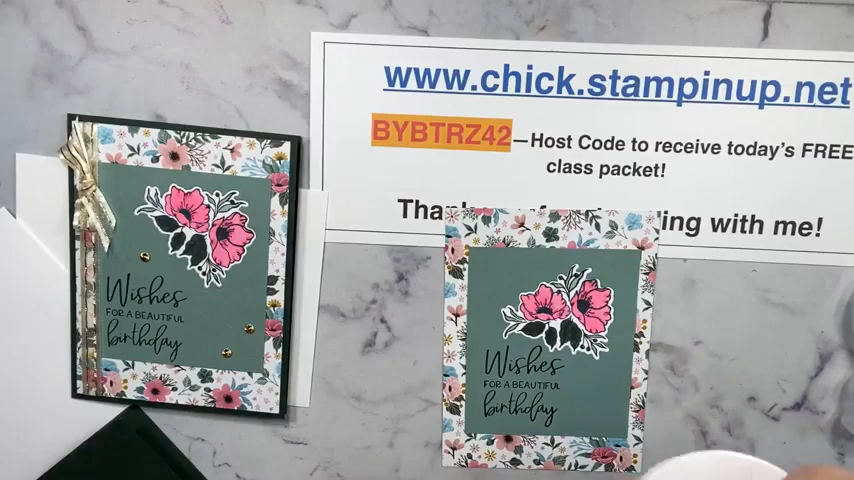 www.chick.stampinup.net
BYBTRZ42—Host Code to receive today's FREE
class packet!
ling with me!
Wishes
FOR A BEAUTIFUL
birthday
Wishes
FOR A BEAUTIFUL
birthday